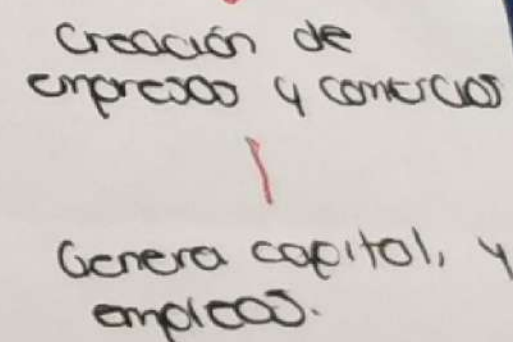 Creación de
empresas y comercios
Genera capital, y
empleos.